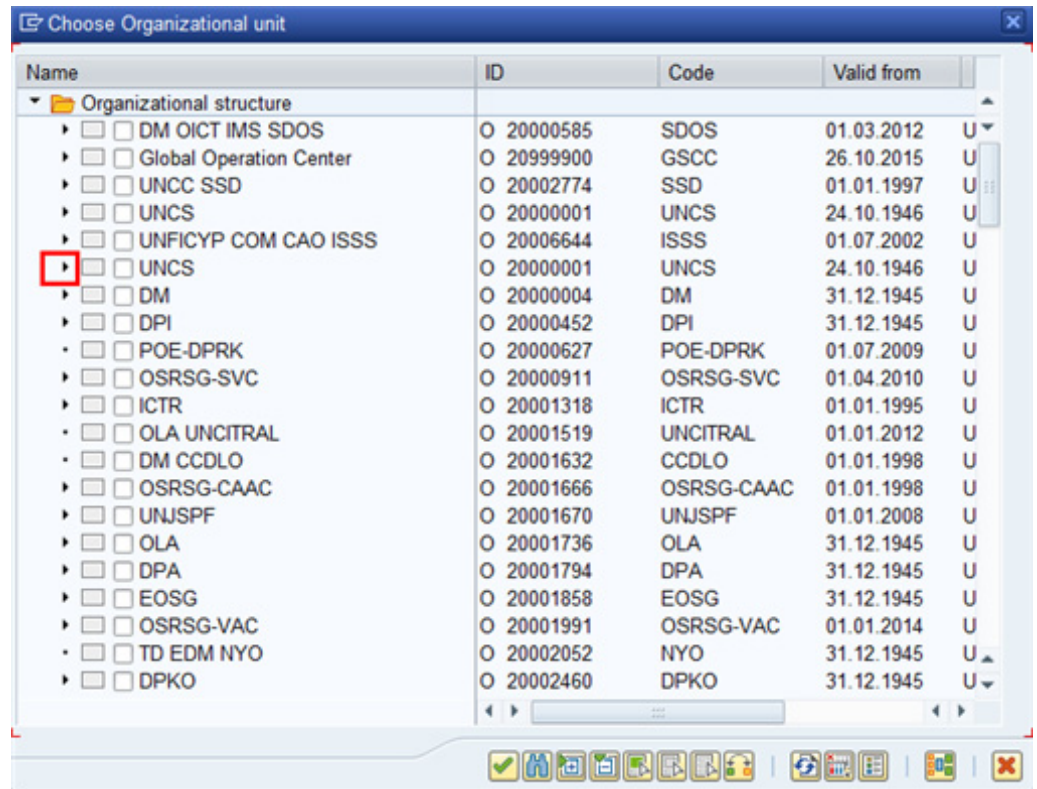 Choose Organizational unit
Name ID Code Valid from
Organizational structure
DM OICT IMS SDOS O 20000585 SDOS 01.03.2012 U
Global Operation Center O 20999900 GSCC 26.10.2015 U
UNCC SSD O 20002774 SSD 01.01.1997 U
UNCS O 20000001 UNCS 24.10.1946 U
UNFICYP COM CAO ISSS O 20006644 ISSS 01.07.2002 U
UNCS O 20000001 UNCS 24.10.1946 U
DM O 20000004 DM 31.12.1945 U
DPI O 20000452 DPI 31.12.1945 U
POE-DPRK O 20000627 POE-DPRK 01.07.2009 U
OSRSG-SVC O 20000911 OSRSG-SVC 01.04.2010 U
ICTR O 20001318 ICTR 01.01.1995 U
OLA UNCITRAL O 20001519 UNCITRAL 01.01.2012 U
DM CCDLO O 20001632 CCDLO 01.01.1998 U
OSRSG-CAAC O 20001666 OSRSG-CAAC 01.01.1998 U
UNJSPF O 20001670 UNJSPF 01.01.2008 U
OLA O 20001736 OLA 31.12.1945 U
DPA O 20001794 DPA 31.12.1945 U
EOSG O 20001858 EOSG 31.12.1945 U
OSRSG-VAC O 20001991 OSRSG-VAC 01.01.2014 U
TD EDM NYO O 20002052 NYO 31.12.1945 U
DPKO O 20002460 DPKO 31.12.1945 U